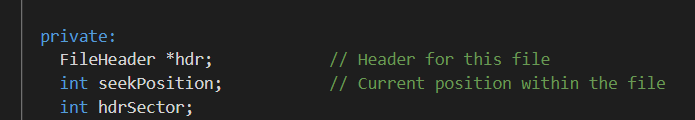 private:
FileHeader *hdr; // Header for this file
int seekPosition; // Current position within the file
int hdrSector;